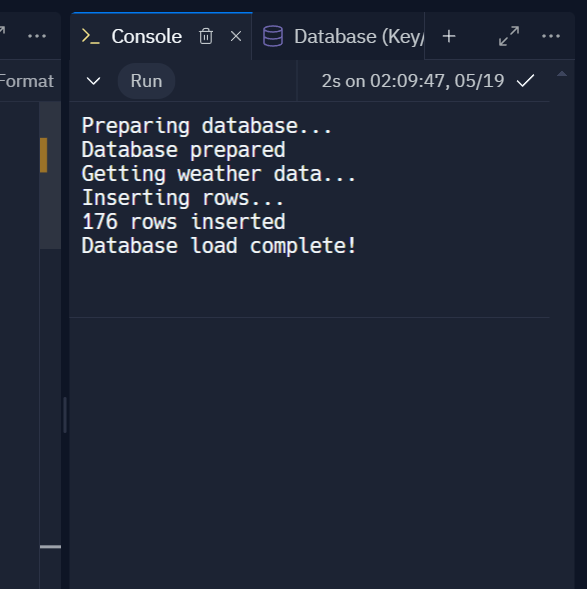 Console
Database (Key/
Format
Run
2s on 02:09:47, 05/19
Preparing database...
Database prepared
Getting weather data...
Inserting rows...
176 rows inserted
Database load complete!